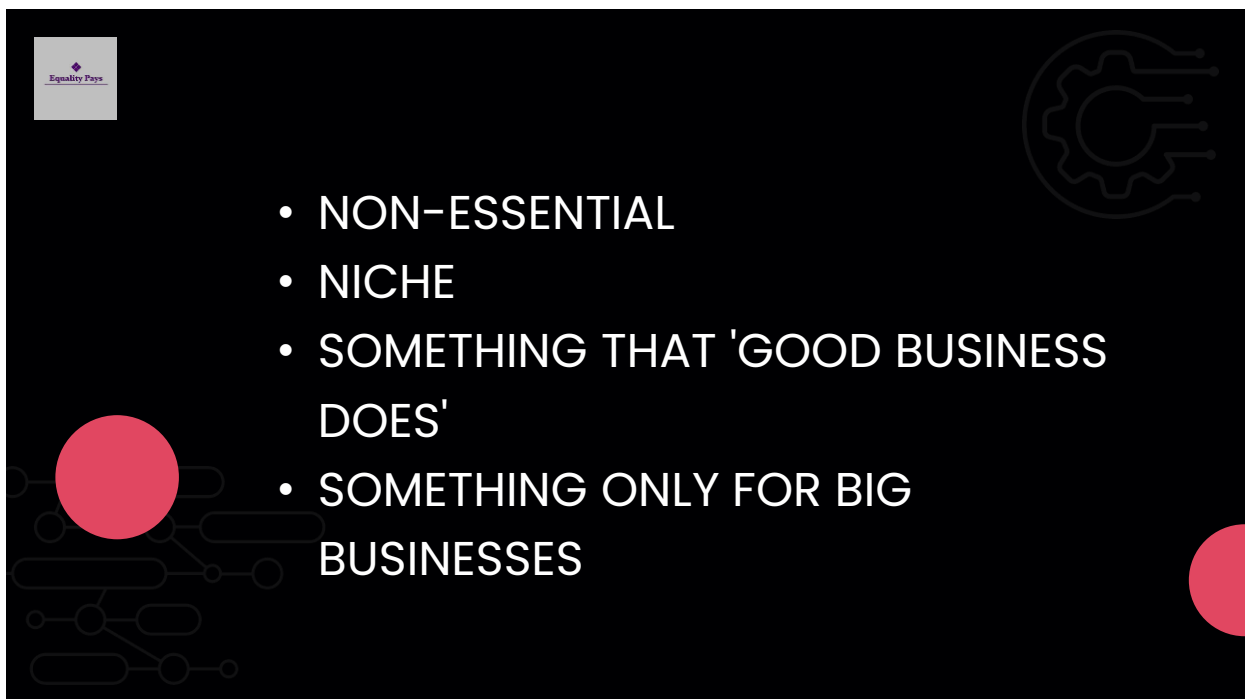 Equality Pays
• NON-ESSENTIAL
• NICHE
• SOMETHING THAT 'GOOD BUSINESS
DOES'
• SOMETHING ONLY FOR BIG
BUSINESSES